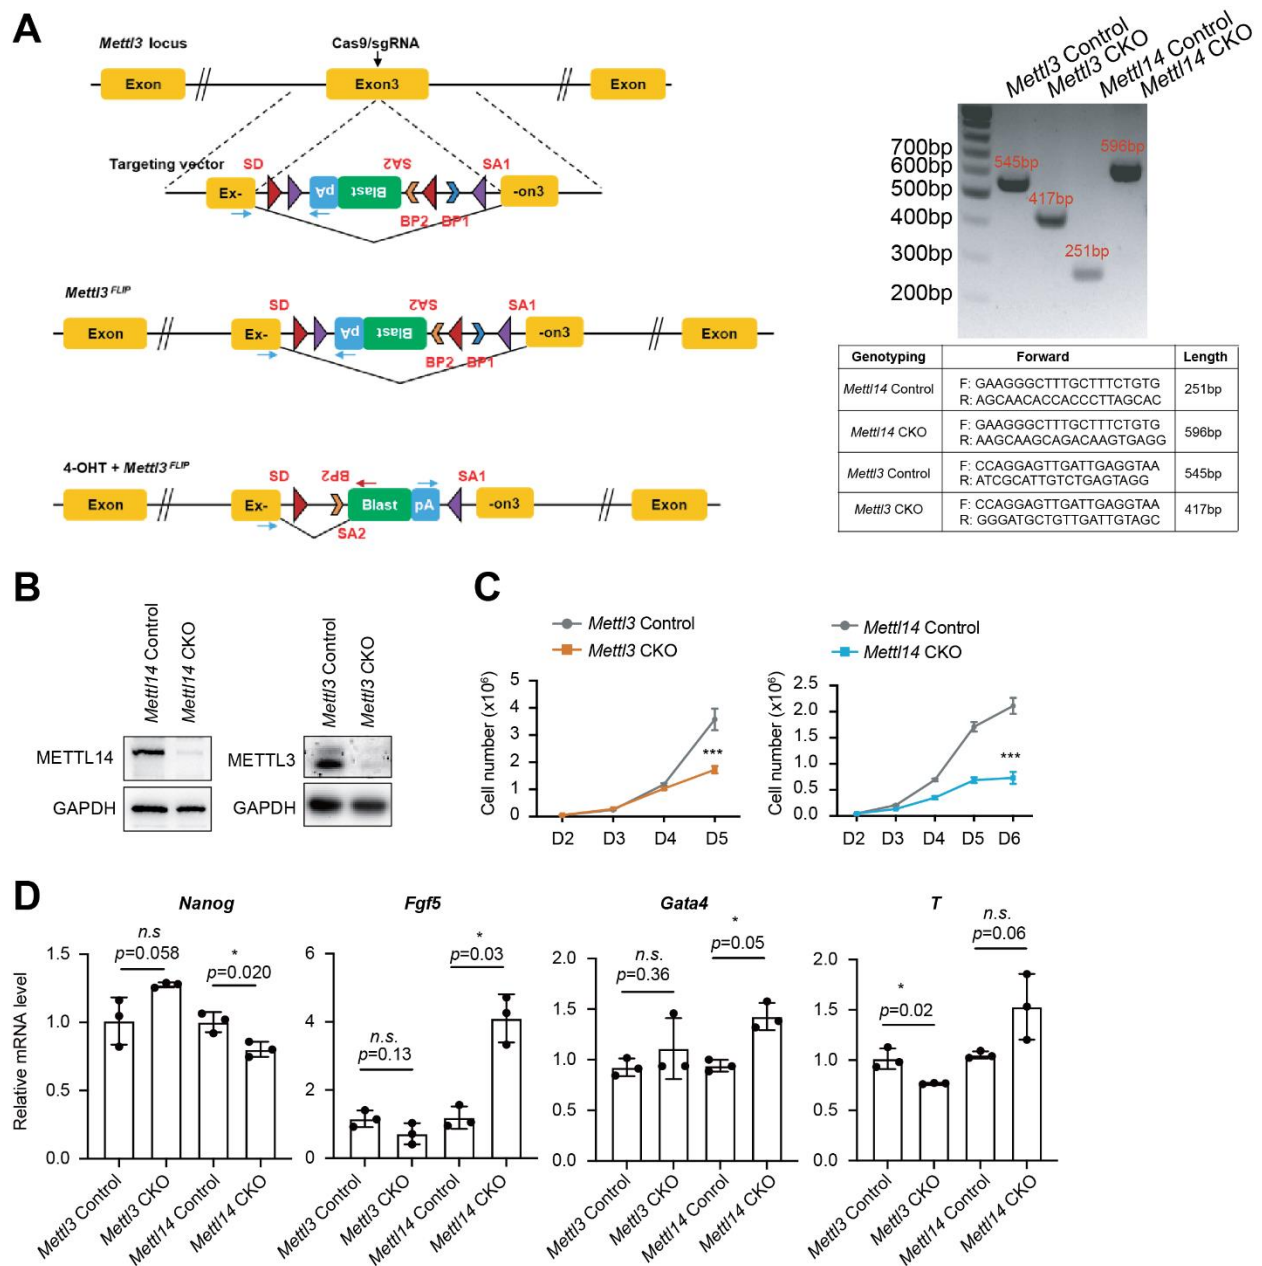 A
Mettl3 locus
Cas9/sgRNA
Exon
Exon3
Exon
Targeting vector
SD
SA2
SA1
Ex-
pA
Blast
-on3
BP2
BP1
Mettl3 FLIP
SD
SA2
SA1
Exon
Ex-
pA
Blast
-on3
Exon
BP2
BP1
4-OHT + Mettl3 FLIP
SD
BP2
SA1
Exon
Ex-
Blast
pA
-on3
Exon
SA2
Mettl3 Control
Mettl3 CKO
Mettl14 Control
Mettl14 CKO
700bp
600bp
500bp
400bp
300bp
200bp
545bp
417bp
251bp
596bp
Genotyping Forward Length
Mettl14 Control F: GAAGGGCTTTGCTTTCTGTG 251bp
R: AGCAACACCACCCTTAGCAC
Mettl14 CKO F: GAAGGGCTTTGCTTTCTGTG 596bp
R: AAGCAAGCAGACAAGTGAGG
Mettl3 Control F: CCAGGAGTTGATTGAGGTAA 545bp
R: ATCGCATTGTCTGAGTAGG
Mettl3 CKO F: CCAGGAGTTGATTGAGGTAA 417bp
R: GGGATGCTGTTGATTGTAGC
B
Mettl14 Control
Mettl14 CKO
METTL14
GAPDH
Mettl3 Control
Mettl3 CKO
METTL3
GAPDH
C
Mettl3 Control
Mettl3 CKO
Cell number (x10⁶)
5
4
3
2
1
0
***
D2 D3 D4 D5
Mettl14 Control
Mettl14 CKO
Cell number (x10⁶)
2.5
2.0
1.5
1.0
0.5
0.0
***
D2 D3 D4 D5 D6
D
Nanog
Relative mRNA level
1.5
1.0
0.5
0.0
n.s
p=0.058
*
p=0.020
Mettl3 Control
Mettl3 CKO
Mettl14 Control
Mettl14 CKO
Fgf5
6
4
2
0
n.s.
p=0.13
*
p=0.03
Mettl3 Control
Mettl3 CKO
Mettl14 Control
Mettl14 CKO
Gata4
2.0
1.5
1.0
0.5
0.0
n.s.
p=0.36
*
p=0.05
Mettl3 Control
Mettl3 CKO
Mettl14 Control
Mettl14 CKO
T
2.0
1.5
1.0
0.5
0.0
*
p=0.02
n.s.
p=0.06
Mettl3 Control
Mettl3 CKO
Mettl14 Control
Mettl14 CKO